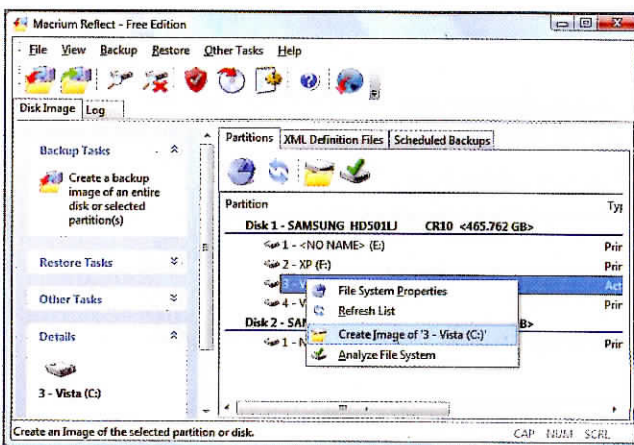 Macrium Reflect - Free Edition
File View Backup Restore Other Tasks Help
Disk Image Log
Backup Tasks
Create a backup
image of an entire
disk or selected
partition(s)
Restore Tasks
Other Tasks
Details
3 - Vista (C:)
Partitions XML Definition Files Scheduled Backups
Partition Typ
Disk 1 - SAMSUNG HD501LJ CR10 <465.762 GB>
1 - <NO NAME> (E:) Prir
2 - XP (F:) Prir
3 - V Act
4 - V Prir
Disk 2 - SAM B>
1 - N Prir
File System Properties
Refresh List
Create Image of '3 - Vista (C:)'
Analyze File System
Create an Image of the selected partition or disk. CAP NUM SCRL